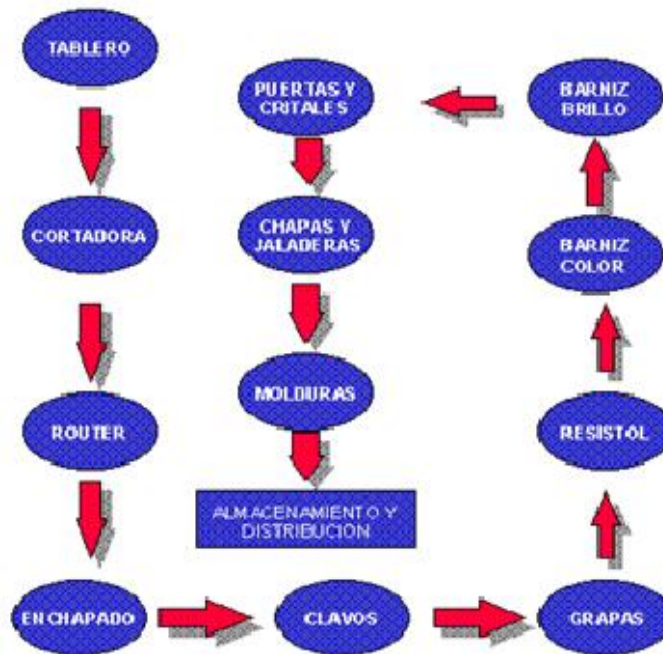 TABLERO
CORTADORA
ROUTER
ENCHAPADO
CLAVOS
GRAPAS
RESISTOL
BARNIZ
COLOR
BARNIZ
BRILLO
PUERTAS Y
CRITALES
CHAPAS Y
JALADERAS
MOLDURAS
ALMACENAMIENTO Y
DISTRIBUCION